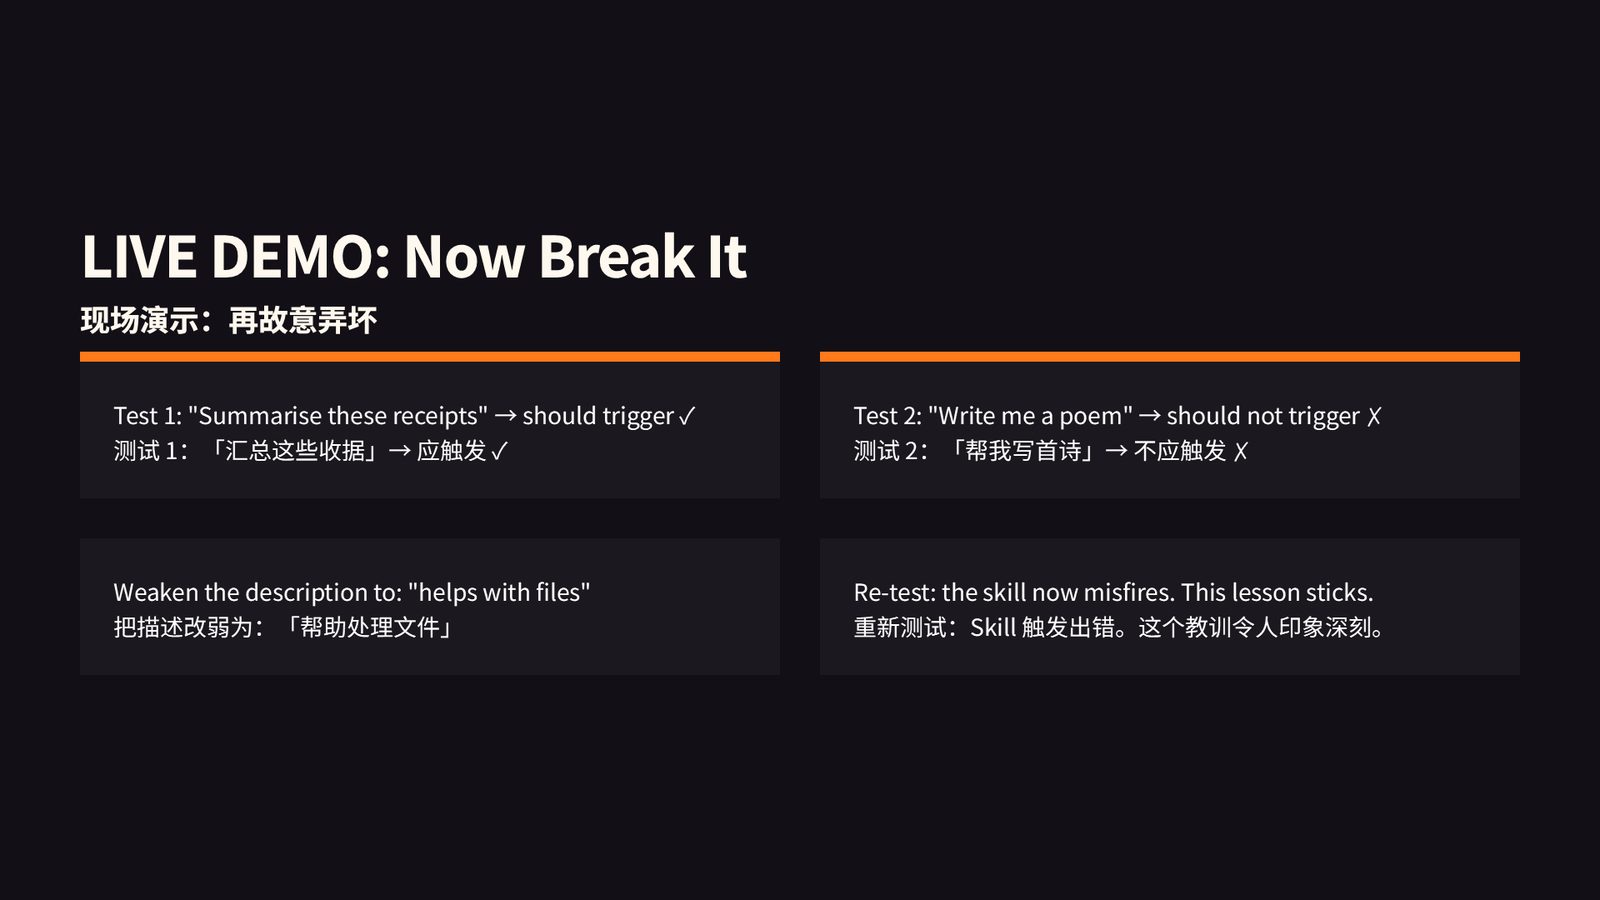 LIVE DEMO: Now Break It
现场演示：再故意弄坏
Test 1: "Summarise these receipts" → should trigger ✓
测试 1：「汇总这些收据」→ 应触发 ✓
Test 2: "Write me a poem" → should not trigger ✗
测试 2：「帮我写首诗」→ 不应触发 ✗
Weaken the description to: "helps with files"
把描述改弱为：「帮助处理文件」
Re-test: the skill now misfires. This lesson sticks.
重新测试：Skill 触发出错。这个教训令人印象深刻。